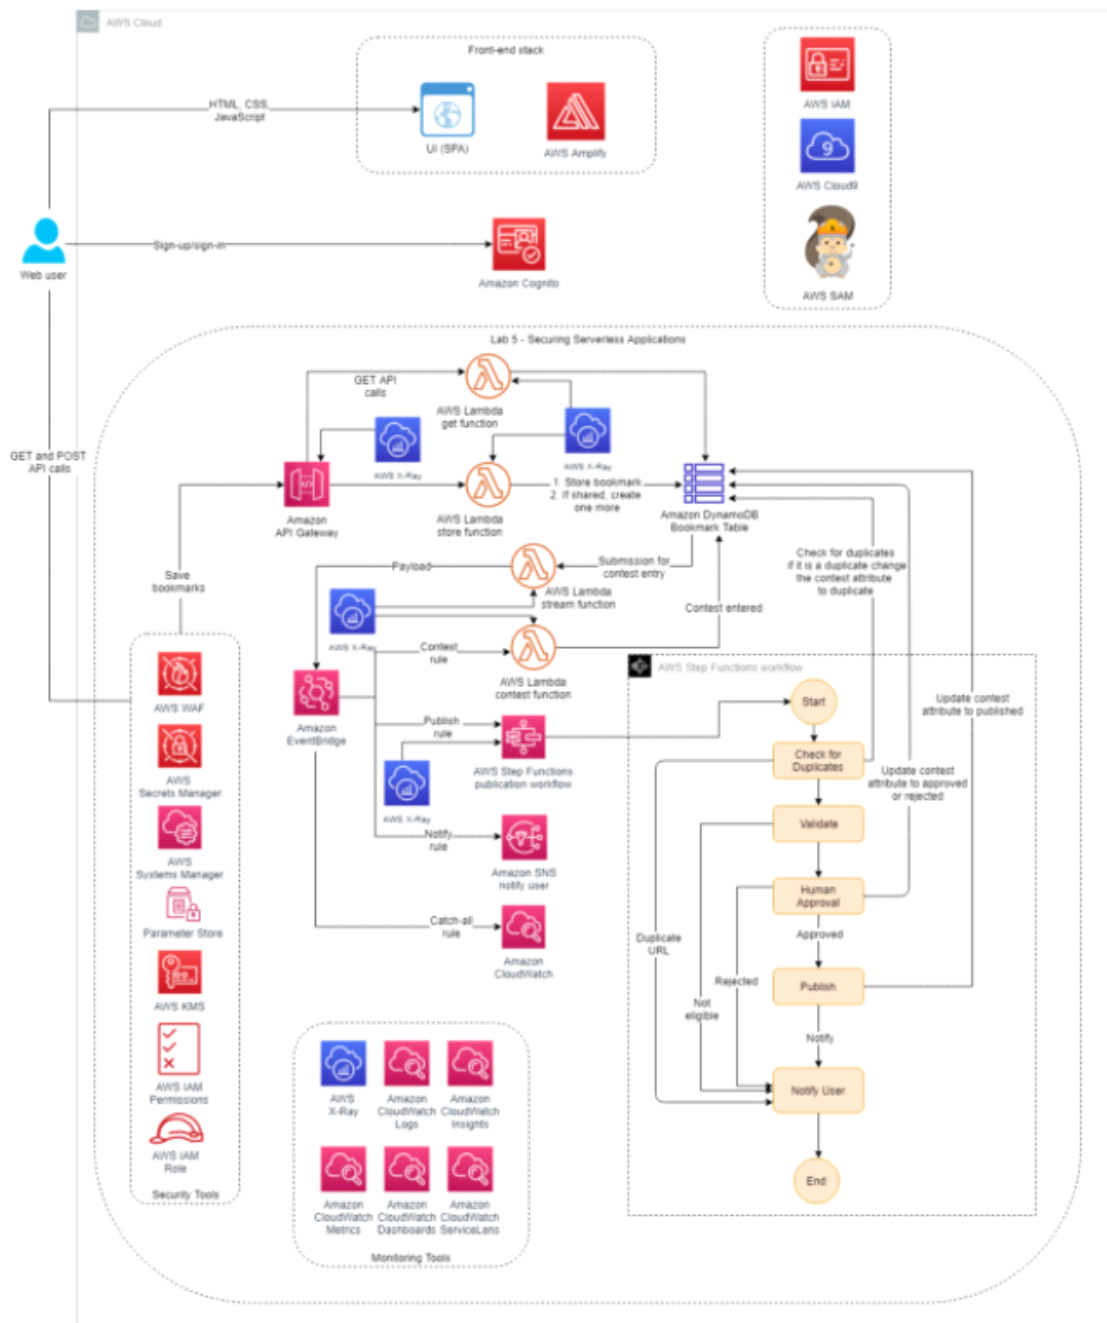 AWS Cloud
Front-end stack
HTML, CSS,
JavaScript
UI (SPA)
AWS Amplify
AWS IAM
AWS Cloud9
AWS SAM
Web user
Sign-up/sign-in
Amazon Cognito
Lab 5 - Securing Serverless Applications
GET API
calls
AWS Lambda
get function
AWS X-Ray
AWS X-Ray
GET and POST
API calls
Amazon
API Gateway
AWS Lambda
store function
1. Store bookmark
2. If shared, create
one more
Amazon DynamoDB
Bookmark Table
Save
bookmarks
Payload
Submission for
contest entry
AWS Lambda
stream function
Check for duplicates
if it is a duplicate change
the contest attribute
to duplicate
Contest entered
AWS X-Ray
Contest
rule
AWS Lambda
contest function
AWS Step Functions workflow
AWS WAF
Amazon
EventBridge
Publish
rule
AWS Step Functions
publication workflow
Start
Update contest
attribute to published
Check for
Duplicates
Update contest
attribute to approved
or rejected
AWS
Secrets Manager
AWS X-Ray
Notify
rule
Validate
AWS
Systems Manager
Amazon SNS
notify user
Human
Approval
Parameter Store
Catch-all
rule
Approved
Duplicate
URL
Amazon
CloudWatch
Rejected
Publish
Not
eligible
AWS KMS
Notify
AWS IAM
Permissions
AWS
X-Ray
Amazon
CloudWatch
Logs
Amazon
CloudWatch
Insights
Notify User
AWS IAM
Role
Security Tools
End
Amazon
CloudWatch
Metrics
Amazon
CloudWatch
Dashboards
Amazon
CloudWatch
ServiceLens
Monitoring Tools